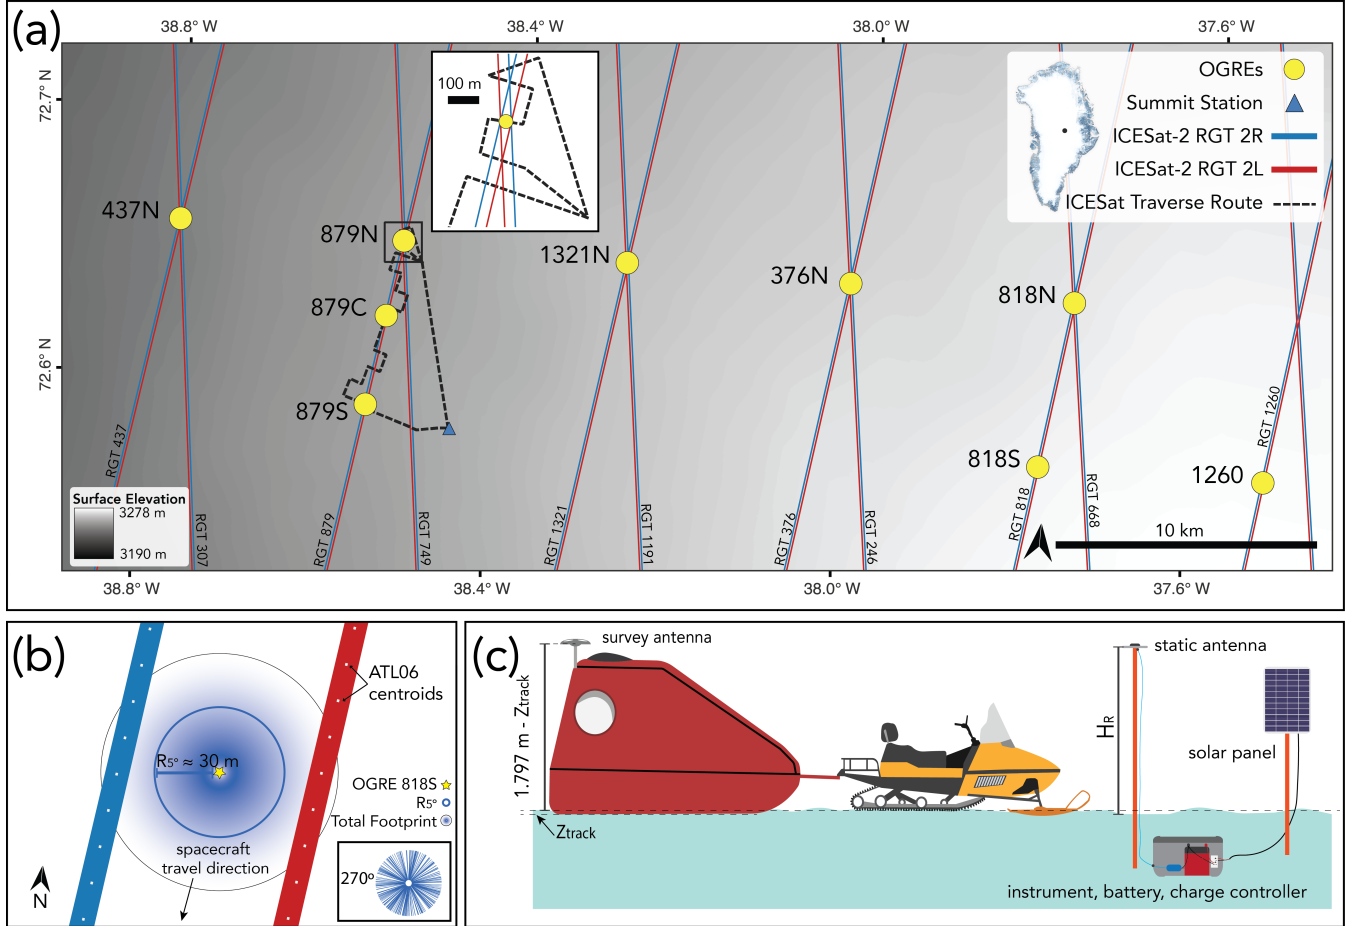 (a)
38.8° W
38.4° W
38.0° W
37.6° W
72.7° N
72.6° N
100 m
OGREs
Summit Station
ICESat-2 RGT 2R
ICESat-2 RGT 2L
ICESat Traverse Route
437N
879N
879C
879S
1321N
376N
818N
818S
1260
RGT 437
RGT 307
RGT 879
RGT 749
RGT 1321
RGT 1191
RGT 376
RGT 246
RGT 818
RGT 668
RGT 1260
Surface Elevation
3278 m
3190 m
10 km
38.8° W
38.4° W
38.0° W
37.6° W
(b)
ATL06
centroids
R5° ≈ 30 m
OGRE 818S
R5°
Total Footprint
spacecraft
travel direction
N
270°
(c)
survey antenna
1.797 m - Ztrack
Ztrack
static antenna
HR
solar panel
instrument, battery, charge controller